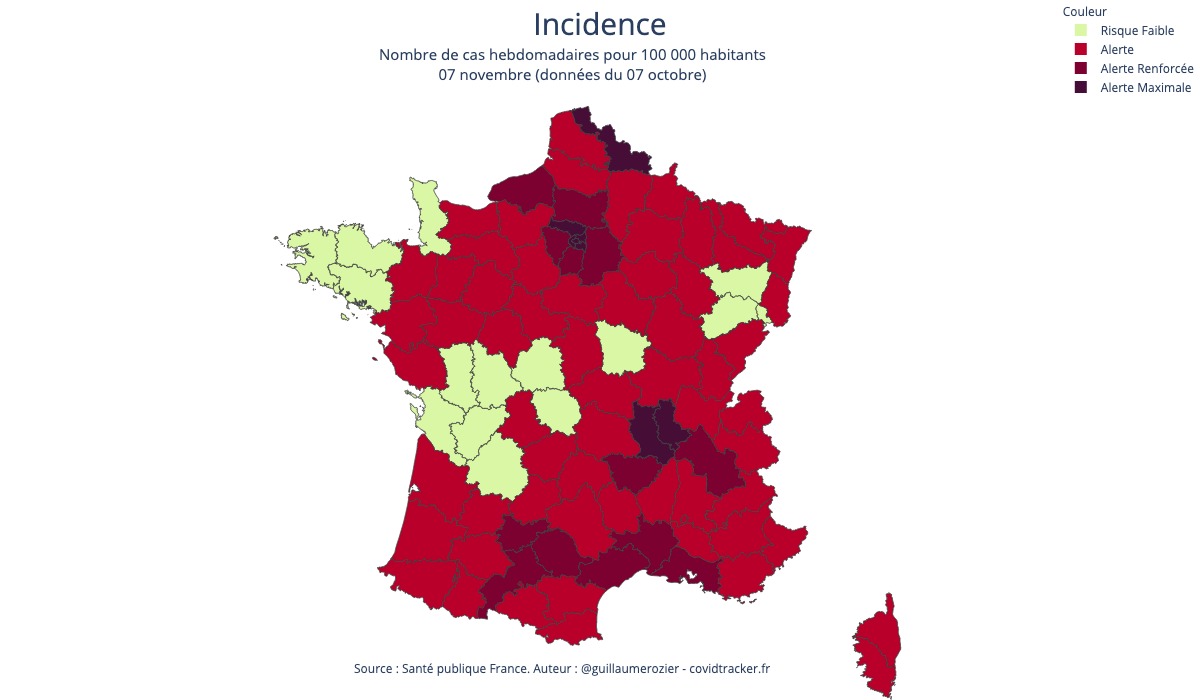 Incidence
Nombre de cas hebdomadaires pour 100 000 habitants
07 novembre (données du 07 octobre)
Couleur
Risque Faible
Alerte
Alerte Renforcée
Alerte Maximale
Source : Santé publique France. Auteur : @guillaumerozier - covidtracker.fr